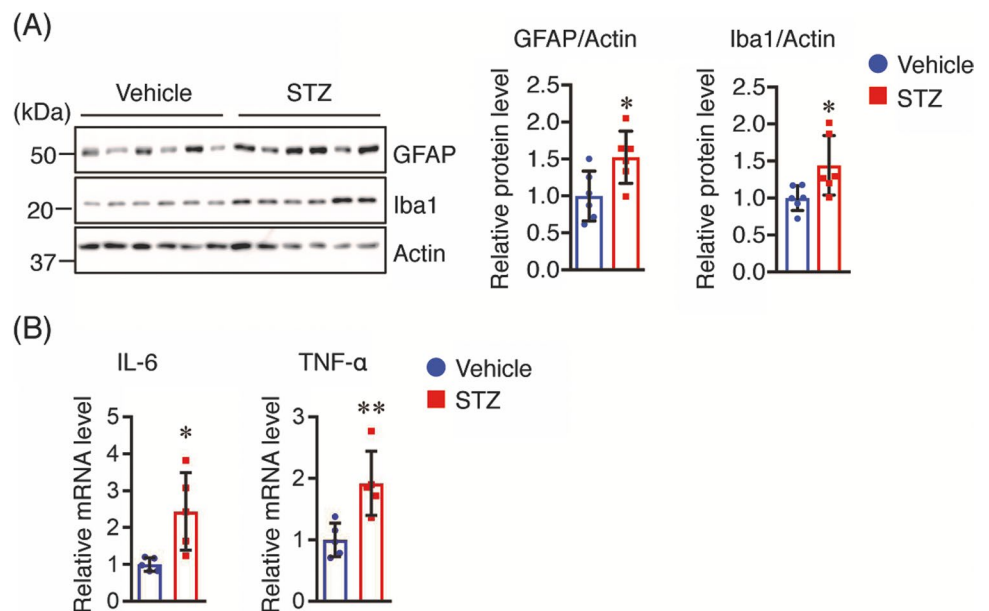 (A)
Vehicle STZ
(kDa)
50 GFAP
20 Iba1
37 Actin
GFAP/Actin
Relative protein level
2.5
2.0
1.5
1.0
0.5
0.0
*
Iba1/Actin
Relative protein level
2.5
2.0
1.5
1.0
0.5
0.0
*
Vehicle
STZ
(B)
IL-6
Relative mRNA level
5
4
3
2
1
0
*
TNF-α
Relative mRNA level
3
2
1
0
**
Vehicle
STZ